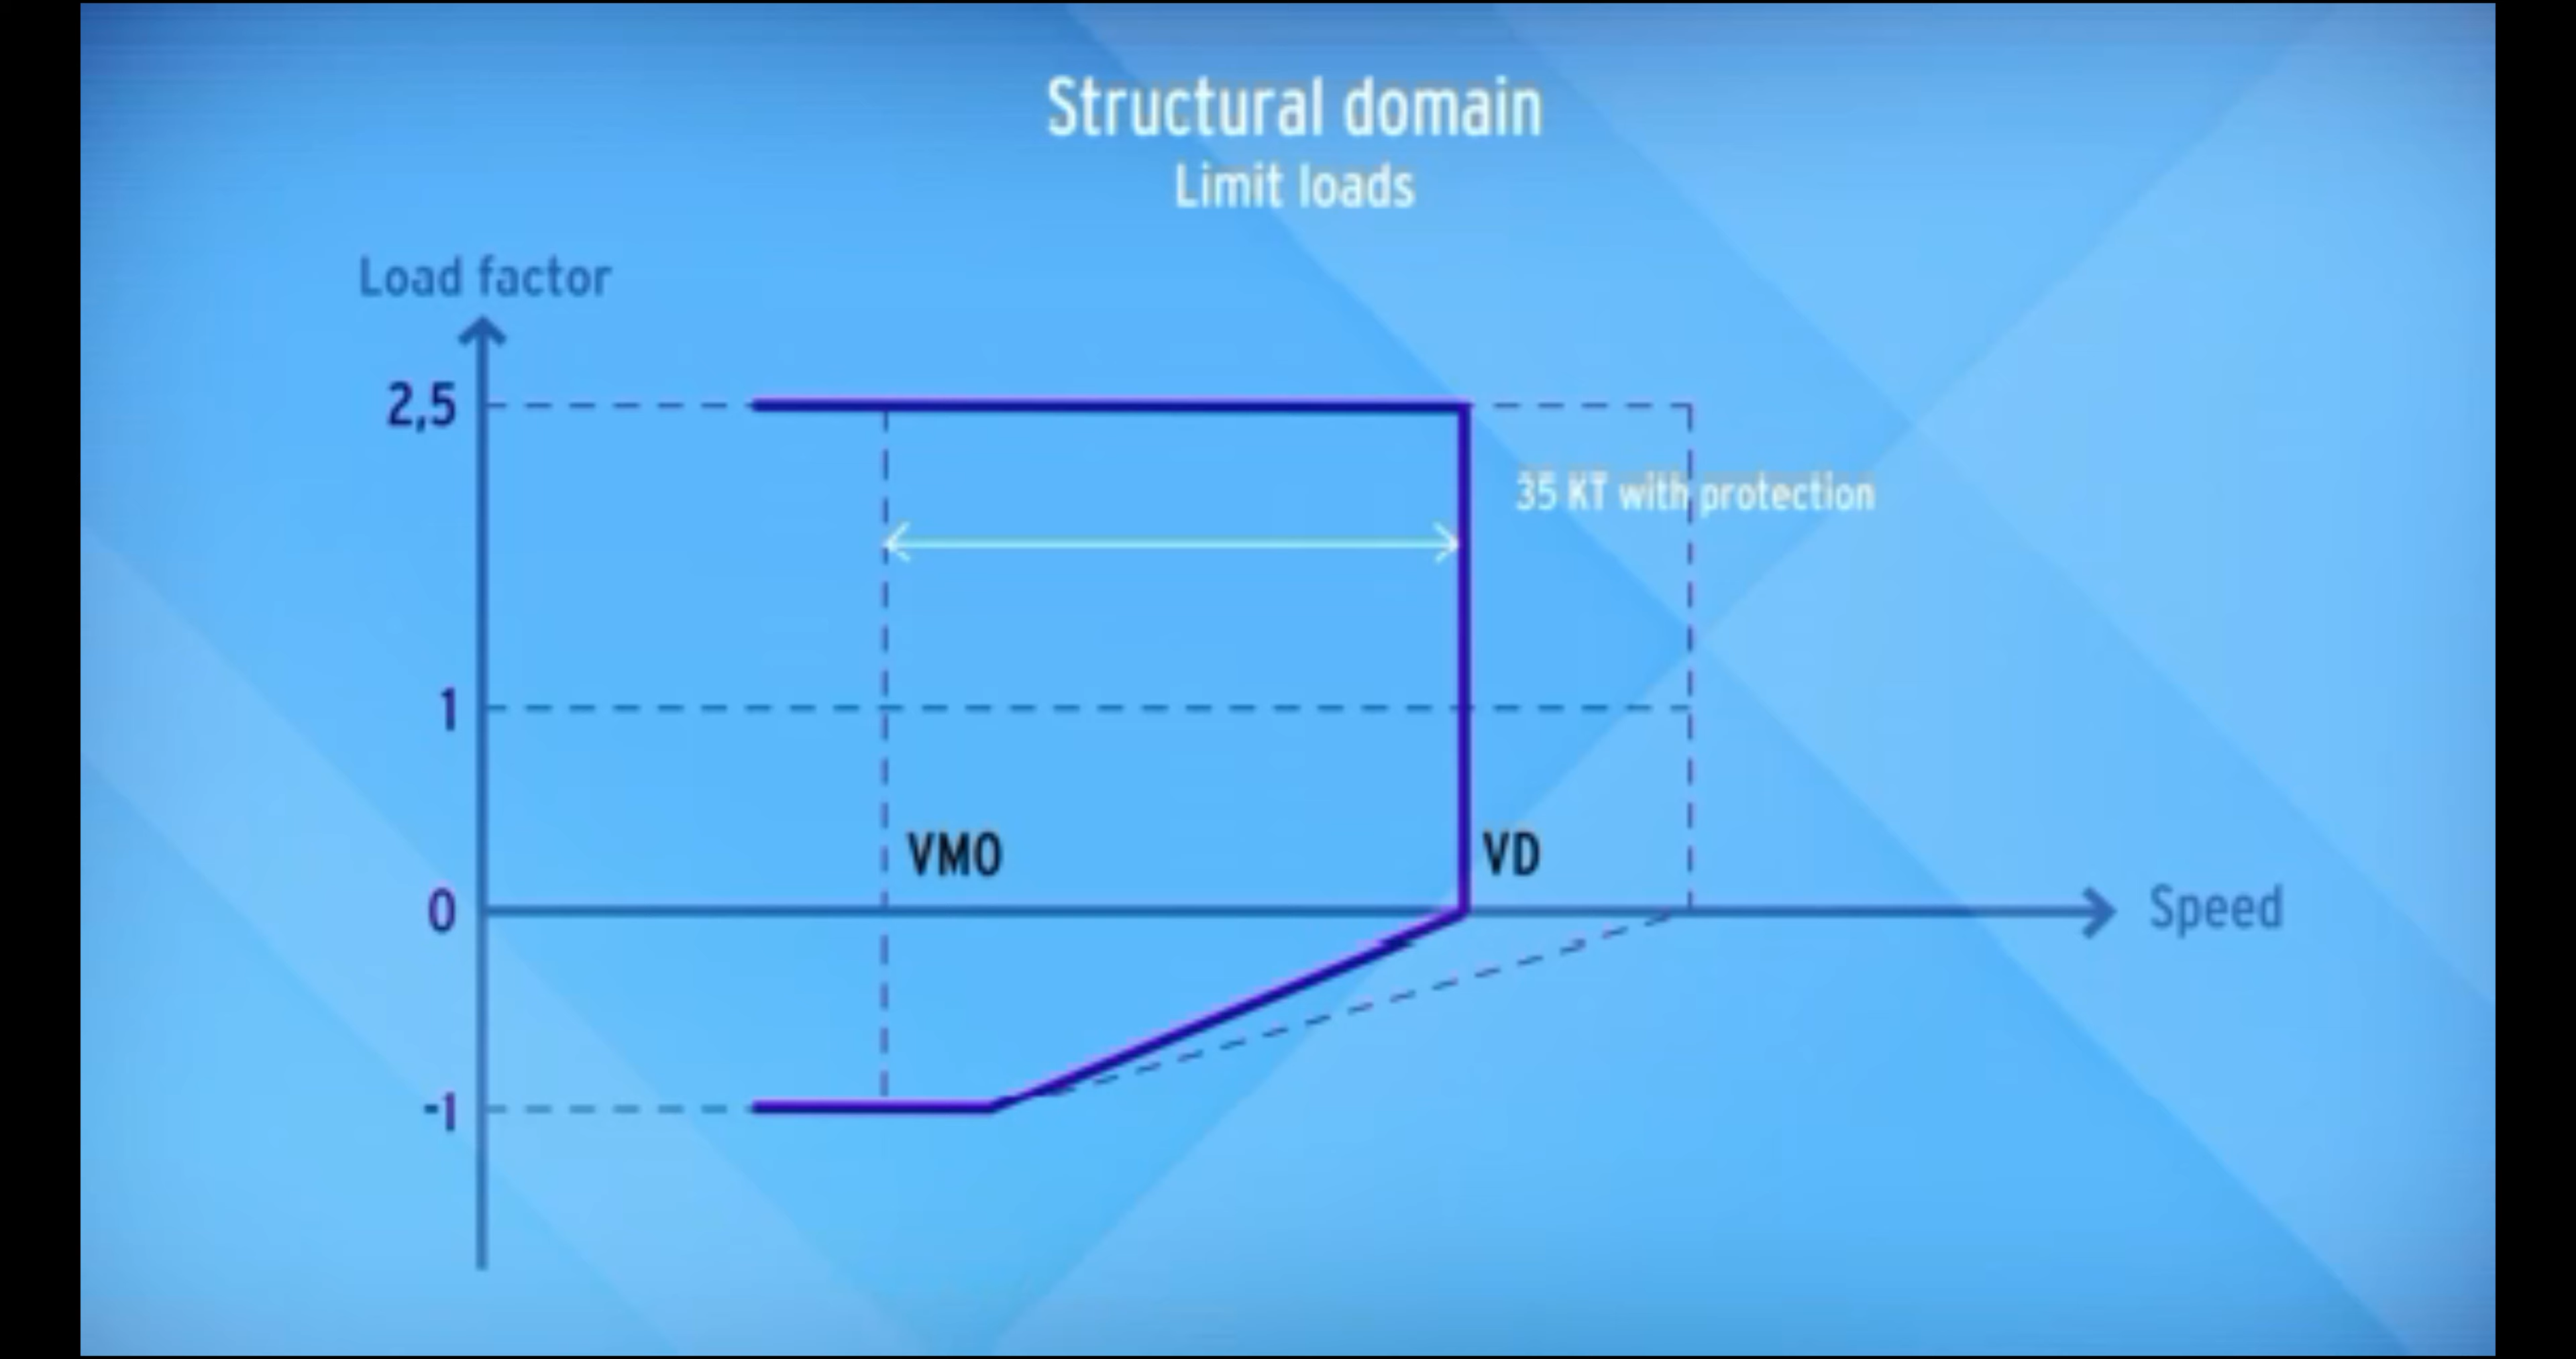 Structural domain
Limit loads
Load factor
2,5
35 KT with protection
1
VMO
VD
0
Speed
-1